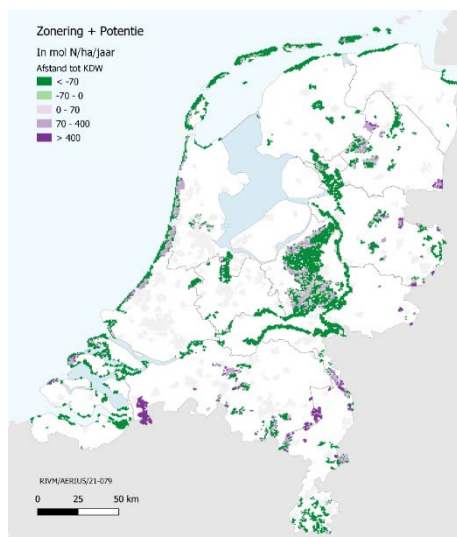 Zonering + Potentie
In mol N/ha/jaar
Afstand tot KDW
< -70
-70 - 0
0 - 70
70 - 400
> 400
RIVM/AERIUS/21-079
0 25 50 km